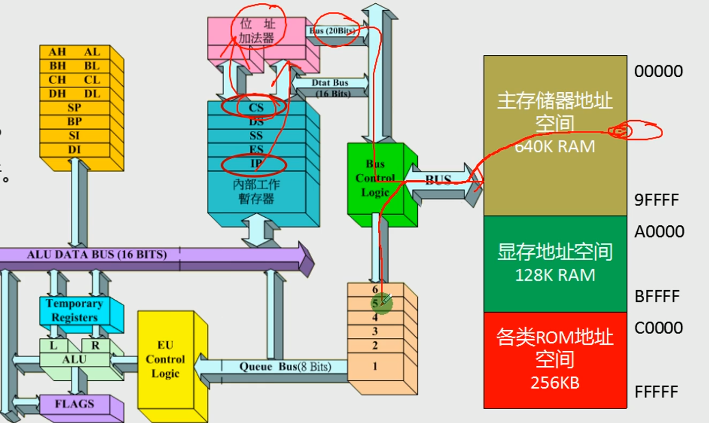 AH AL
BH BL
CH CL
DH DL
SP
BP
SI
DI
位 址
加法器
Bus (20Bits)
Dtat Bus
(16 Bits)
CS
DS
SS
ES
IP
內部工作
暫存器
Bus
Control
Logic
BUS
ALU DATA BUS (16 BITS)
Temporary
Registers
L R
ALU
FLAGS
EU
Control
Logic
Queue Bus(8 Bits)
6
5
4
3
2
1
主存储器地址
空间
640K RAM
显存地址空间
128K RAM
各类ROM地址
空间
256KB
00000
9FFFF
A0000
BFFFF
C0000
FFFFF
。